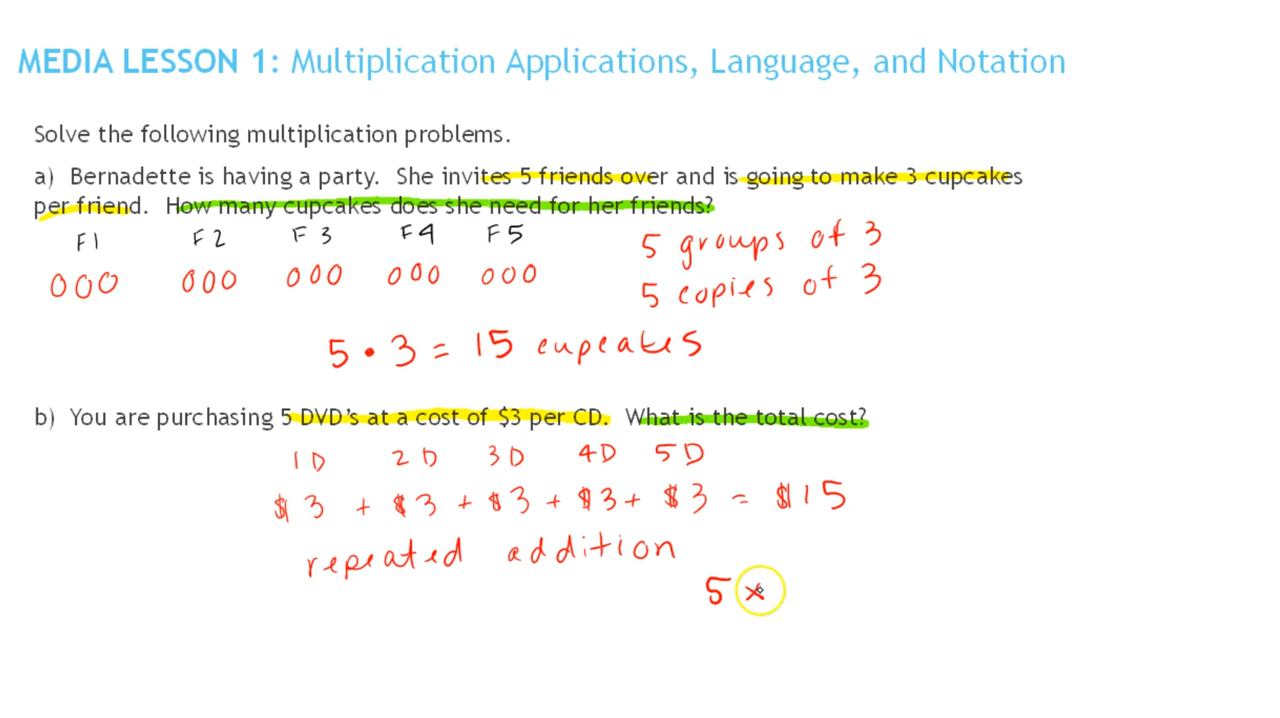 MEDIA LESSON 1: Multiplication Applications, Language, and Notation
Solve the following multiplication problems.
a) Bernadette is having a party. She invites 5 friends over and is going to make 3 cupcakes
per friend. How many cupcakes does she need for her friends?
F1 F2 F3 F4 F5
000 000 000 000 000
5 groups of 3
5 copies of 3
5 • 3 = 15 cupcakes
b) You are purchasing 5 DVD's at a cost of $3 per CD. What is the total cost?
1D 2D 3D 4D 5D
$3 + $3 + $3 + $3 + $3 = $15
repeated addition
5 ×